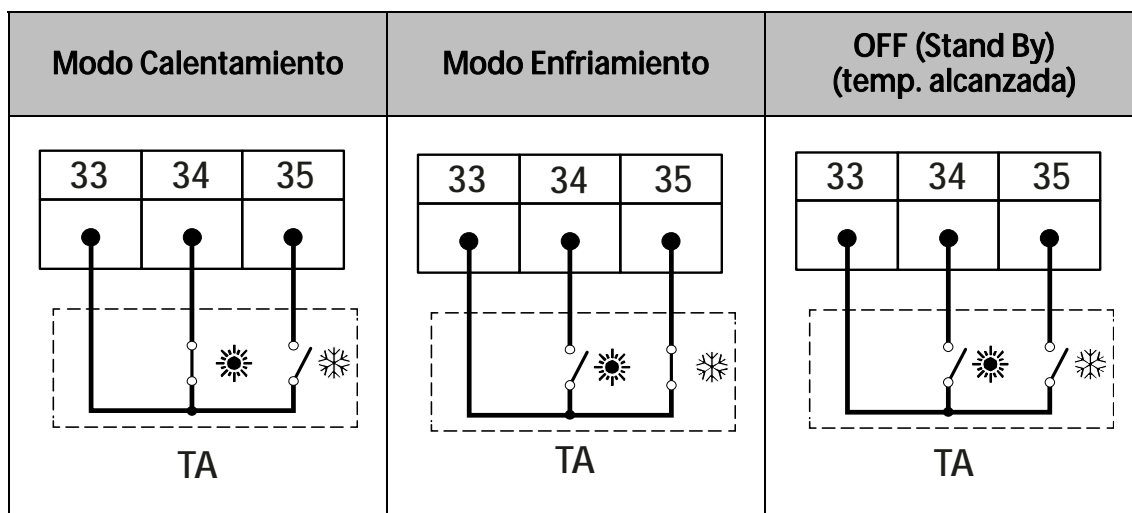 Modo Calentamiento
Modo Enfriamiento
OFF (Stand By)
(temp. alcanzada)
33 34 35
33 34 35
33 34 35
TA
TA
TA